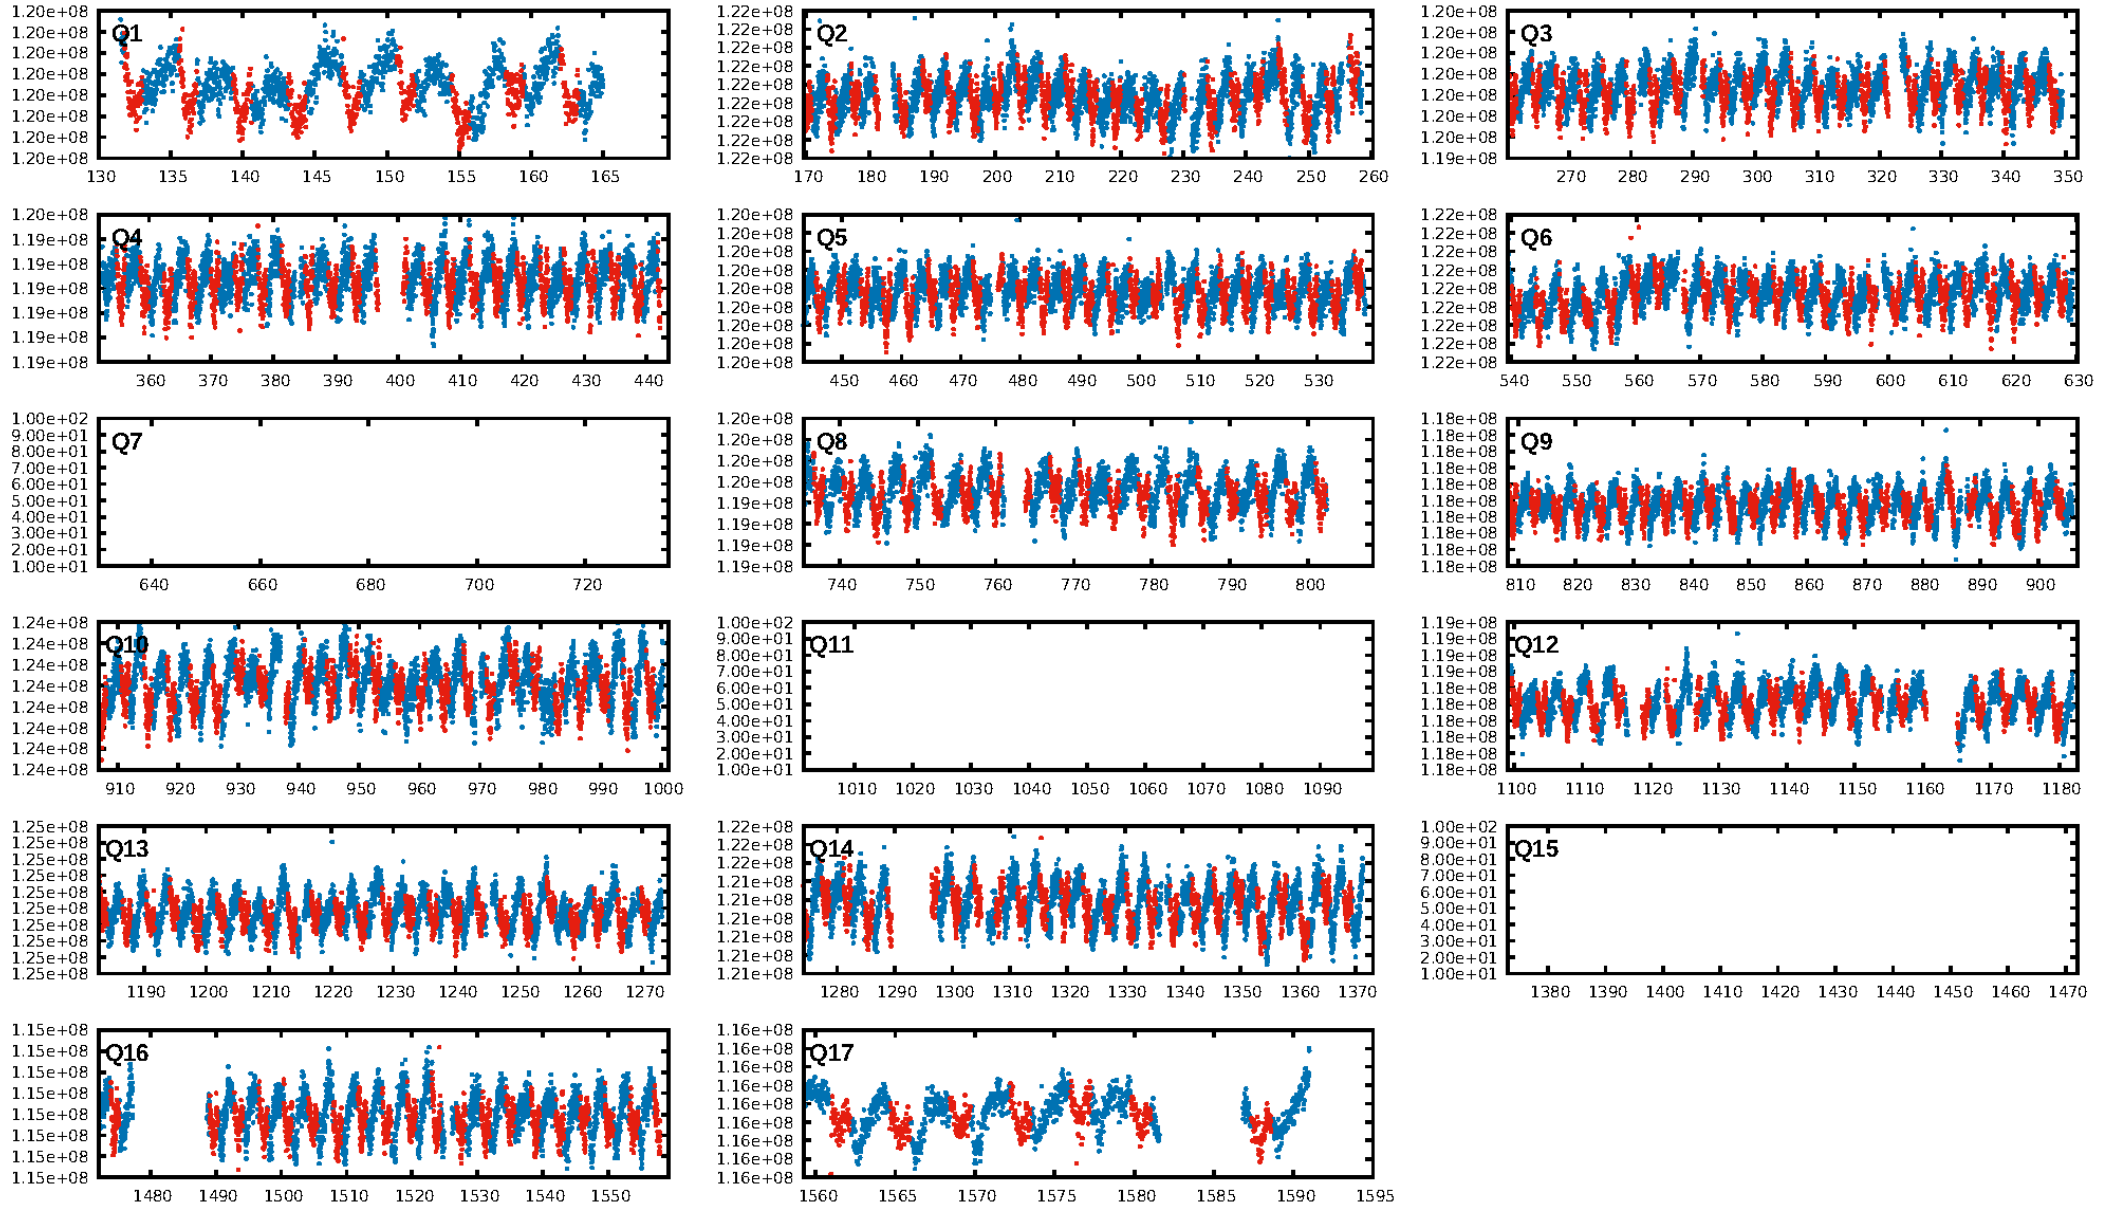 Q1
1.20e+08
1.20e+08
1.20e+08
1.20e+08
1.20e+08
1.20e+08
1.20e+08
1.20e+08
130 135 140 145 150 155 160 165
Q2
1.22e+08
1.22e+08
1.22e+08
1.22e+08
1.22e+08
1.22e+08
1.22e+08
1.22e+08
1.22e+08
170 180 190 200 210 220 230 240 250 260
Q3
1.20e+08
1.20e+08
1.20e+08
1.20e+08
1.20e+08
1.20e+08
1.20e+08
1.19e+08
270 280 290 300 310 320 330 340 350
Q4
1.20e+08
1.19e+08
1.19e+08
1.19e+08
1.19e+08
1.19e+08
1.19e+08
360 370 380 390 400 410 420 430 440
Q5
1.20e+08
1.20e+08
1.20e+08
1.20e+08
1.20e+08
1.20e+08
1.20e+08
1.20e+08
1.20e+08
450 460 470 480 490 500 510 520 530
Q6
1.22e+08
1.22e+08
1.22e+08
1.22e+08
1.22e+08
1.22e+08
1.22e+08
1.22e+08
1.22e+08
540 550 560 570 580 590 600 610 620 630
Q7
1.00e+02
9.00e+01
8.00e+01
7.00e+01
6.00e+01
5.00e+01
4.00e+01
3.00e+01
2.00e+01
1.00e+01
640 660 680 700 720
Q8
1.20e+08
1.20e+08
1.20e+08
1.20e+08
1.19e+08
1.19e+08
1.19e+08
1.19e+08
740 750 760 770 780 790 800
Q9
1.18e+08
1.18e+08
1.18e+08
1.18e+08
1.18e+08
1.18e+08
1.18e+08
1.18e+08
1.18e+08
1.18e+08
810 820 830 840 850 860 870 880 890 900
Q10
1.24e+08
1.24e+08
1.24e+08
1.24e+08
1.24e+08
1.24e+08
1.24e+08
1.24e+08
910 920 930 940 950 960 970 980 990 1000
Q11
1.00e+02
9.00e+01
8.00e+01
7.00e+01
6.00e+01
5.00e+01
4.00e+01
3.00e+01
2.00e+01
1.00e+01
1010 1020 1030 1040 1050 1060 1070 1080 1090
Q12
1.19e+08
1.19e+08
1.19e+08
1.19e+08
1.18e+08
1.18e+08
1.18e+08
1.18e+08
1.18e+08
1.18e+08
1100 1110 1120 1130 1140 1150 1160 1170 1180
Q13
1.25e+08
1.25e+08
1.25e+08
1.25e+08
1.25e+08
1.25e+08
1.25e+08
1.25e+08
1.25e+08
1.25e+08
1190 1200 1210 1220 1230 1240 1250 1260 1270
Q14
1.22e+08
1.22e+08
1.22e+08
1.21e+08
1.21e+08
1.21e+08
1.21e+08
1.21e+08
1.21e+08
1280 1290 1300 1310 1320 1330 1340 1350 1360 1370
Q15
1.00e+02
9.00e+01
8.00e+01
7.00e+01
6.00e+01
5.00e+01
4.00e+01
3.00e+01
2.00e+01
1.00e+01
1380 1390 1400 1410 1420 1430 1440 1450 1460 1470
Q16
1.15e+08
1.15e+08
1.15e+08
1.15e+08
1.15e+08
1.15e+08
1.15e+08
1.15e+08
1480 1490 1500 1510 1520 1530 1540 1550
Q17
1.16e+08
1.16e+08
1.16e+08
1.16e+08
1.16e+08
1.16e+08
1.16e+08
1.16e+08
1.16e+08
1560 1565 1570 1575 1580 1585 1590 1595